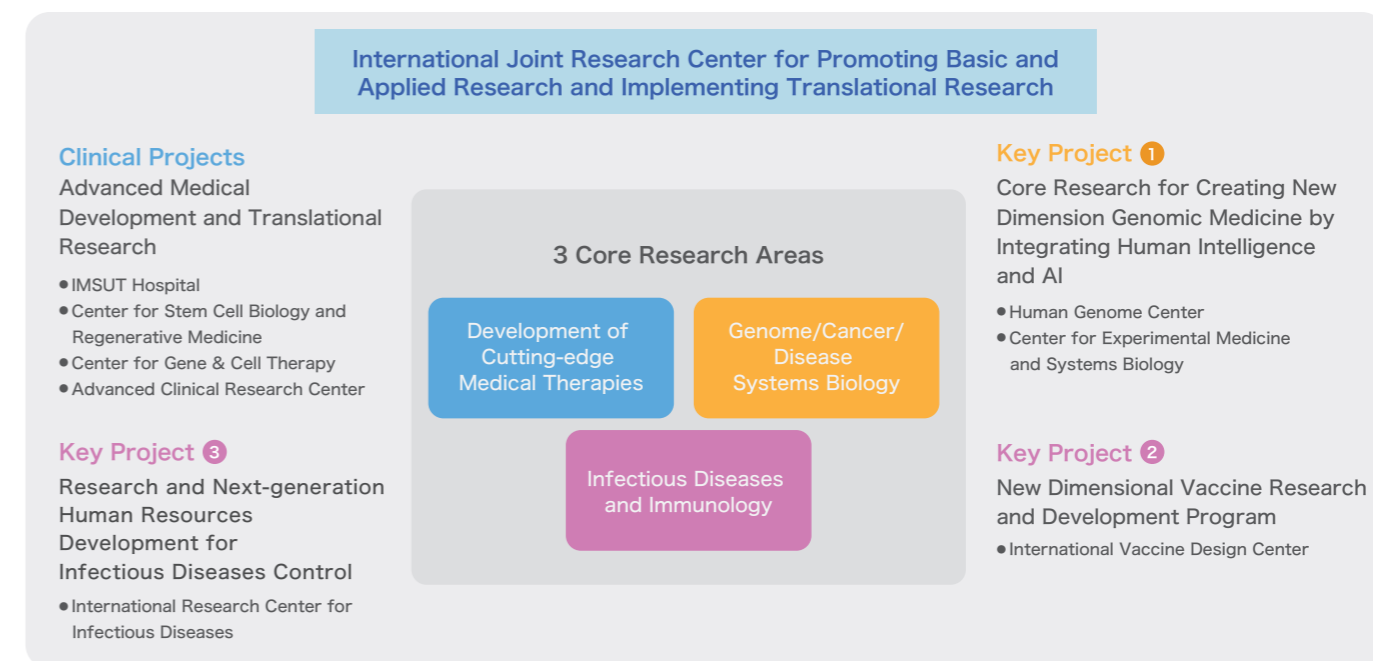 International Joint Research Center for Promoting Basic and
Applied Research and Implementing Translational Research
Clinical Projects
Advanced Medical
Development and Translational
Research
●IMSUT Hospital
●Center for Stem Cell Biology and
Regenerative Medicine
●Center for Gene & Cell Therapy
●Advanced Clinical Research Center
Key Project ❸
Research and Next-generation
Human Resources
Development for
Infectious Diseases Control
●International Research Center for
Infectious Diseases
3 Core Research Areas
Development of
Cutting-edge
Medical Therapies
Genome/Cancer/
Disease
Systems Biology
Infectious Diseases
and Immunology
Key Project ❶
Core Research for Creating New
Dimension Genomic Medicine by
Integrating Human Intelligence
and AI
●Human Genome Center
●Center for Experimental Medicine
and Systems Biology
Key Project ❷
New Dimensional Vaccine Research
and Development Program
●International Vaccine Design Center